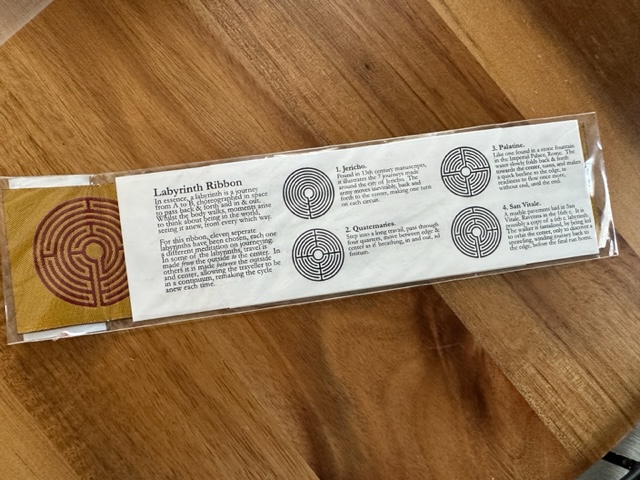 Labyrinth Ribbon
In essence, a labyrinth is a journey
from A to B, choreographed in space
to pass back & forth and in & out.
Whilst the body walks, moments arise
to think about being in the world,
seeing it anew, from every which way.
For this ribbon, eleven seperate
labyrinths have been chosen, each one
a different meditation on journeying.
In some of the labyrinths, travel is
made from the outside to the center. In
others it is made between the outside
and center, allowing the traveller to be
in a continuum, remaking the cycle
anew each time.
1. Jericho.
Found in 13th century manuscripts,
it illustrates the 7 journeys made
around the city of Jericho. The
army moves inevitably, back and
forth to the center, making one turn
on each circuit.
2. Quaternaries.
Step into a long travail, pass through
four quarters, move between edge &
center as if breathing, in and out, ad
finitum.
3. Palatine.
Like one found in a stone fountain
in the Imperial Palace, Rome. The
water slowly folds back & forth
towards the center, turns, and makes
a quick beeline to the edge, in
readiness to flow once more,
without end, until the end.
4. San Vitale.
A marble pavement laid in San
Vitale, Ravenna in the 16th c. It is
possibly a copy of a 6th c. labyrinth.
The walker is tantalised, by being let
to enter the center, only to discover a
sprawling, winding journey back to
the edge, before the final run home.